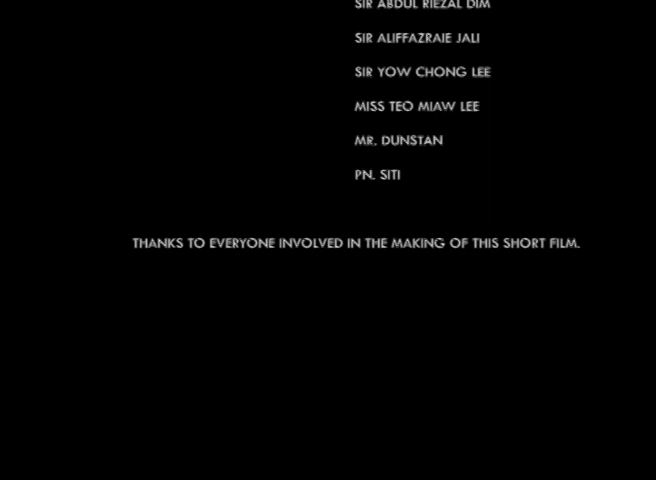 SIR ABDUL RIEZAL DIM
SIR ALIFFAZRAIE JALI
SIR YOW CHONG LEE
MISS TEO MIAW LEE
MR. DUNSTAN
PN. SITI
THANKS TO EVERYONE INVOLVED IN THE MAKING OF THIS SHORT FILM.